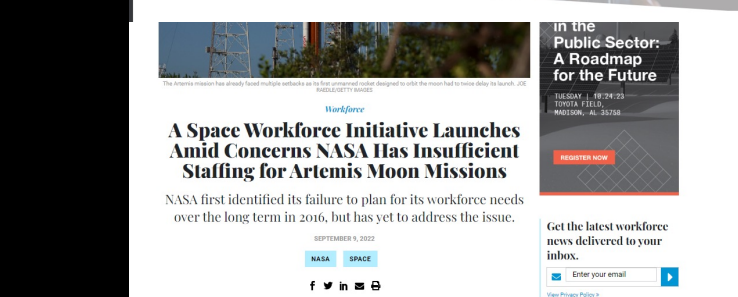 The Artemis mission has already faced multiple setbacks as its first unmanned rocket designed to orbit the moon had to twice delay its launch. JOE
RAEDLE/GETTY IMAGES
Workforce
A Space Workforce Initiative Launches
Amid Concerns NASA Has Insufficient
Staffing for Artemis Moon Missions
NASA first identified its failure to plan for its workforce needs
over the long term in 2016, but has yet to address the issue.
SEPTEMBER 9, 2022
NASA SPACE
in the
Public Sector:
A Roadmap
for the Future
TUESDAY | 10.24.23
TOYOTA FIELD,
MADISON, AL 35758
REGISTER NOW
Get the latest workforce
news delivered to your
inbox.
Enter your email
View Privacy Policy >